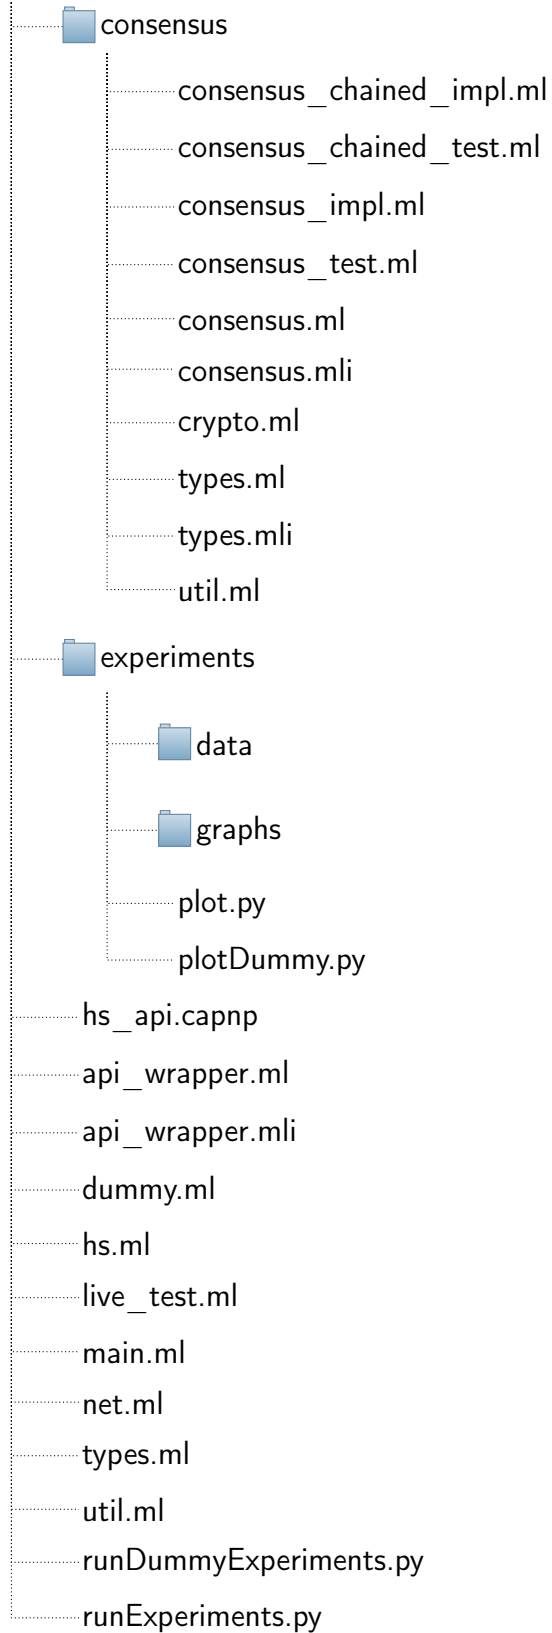 consensus
consensus_chained_impl.ml
consensus_chained_test.ml
consensus_impl.ml
consensus_test.ml
consensus.ml
consensus.mli
crypto.ml
types.ml
types.mli
util.ml
experiments
data
graphs
plot.py
plotDummy.py
hs_api.capnp
api_wrapper.ml
api_wrapper.mli
dummy.ml
hs.ml
live_test.ml
main.ml
net.ml
types.ml
util.ml
runDummyExperiments.py
runExperiments.py